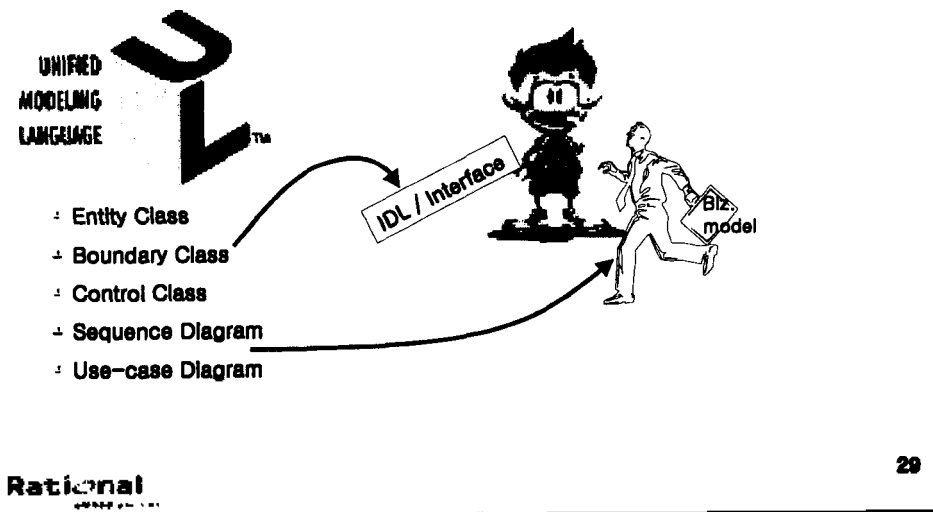 UNIFIED
MODELING
LANGUAGE
U
L™
IDL / Interface
Biz.
model
Entity Class
Boundary Class
Control Class
Sequence Diagram
Use-case Diagram
29
Rational